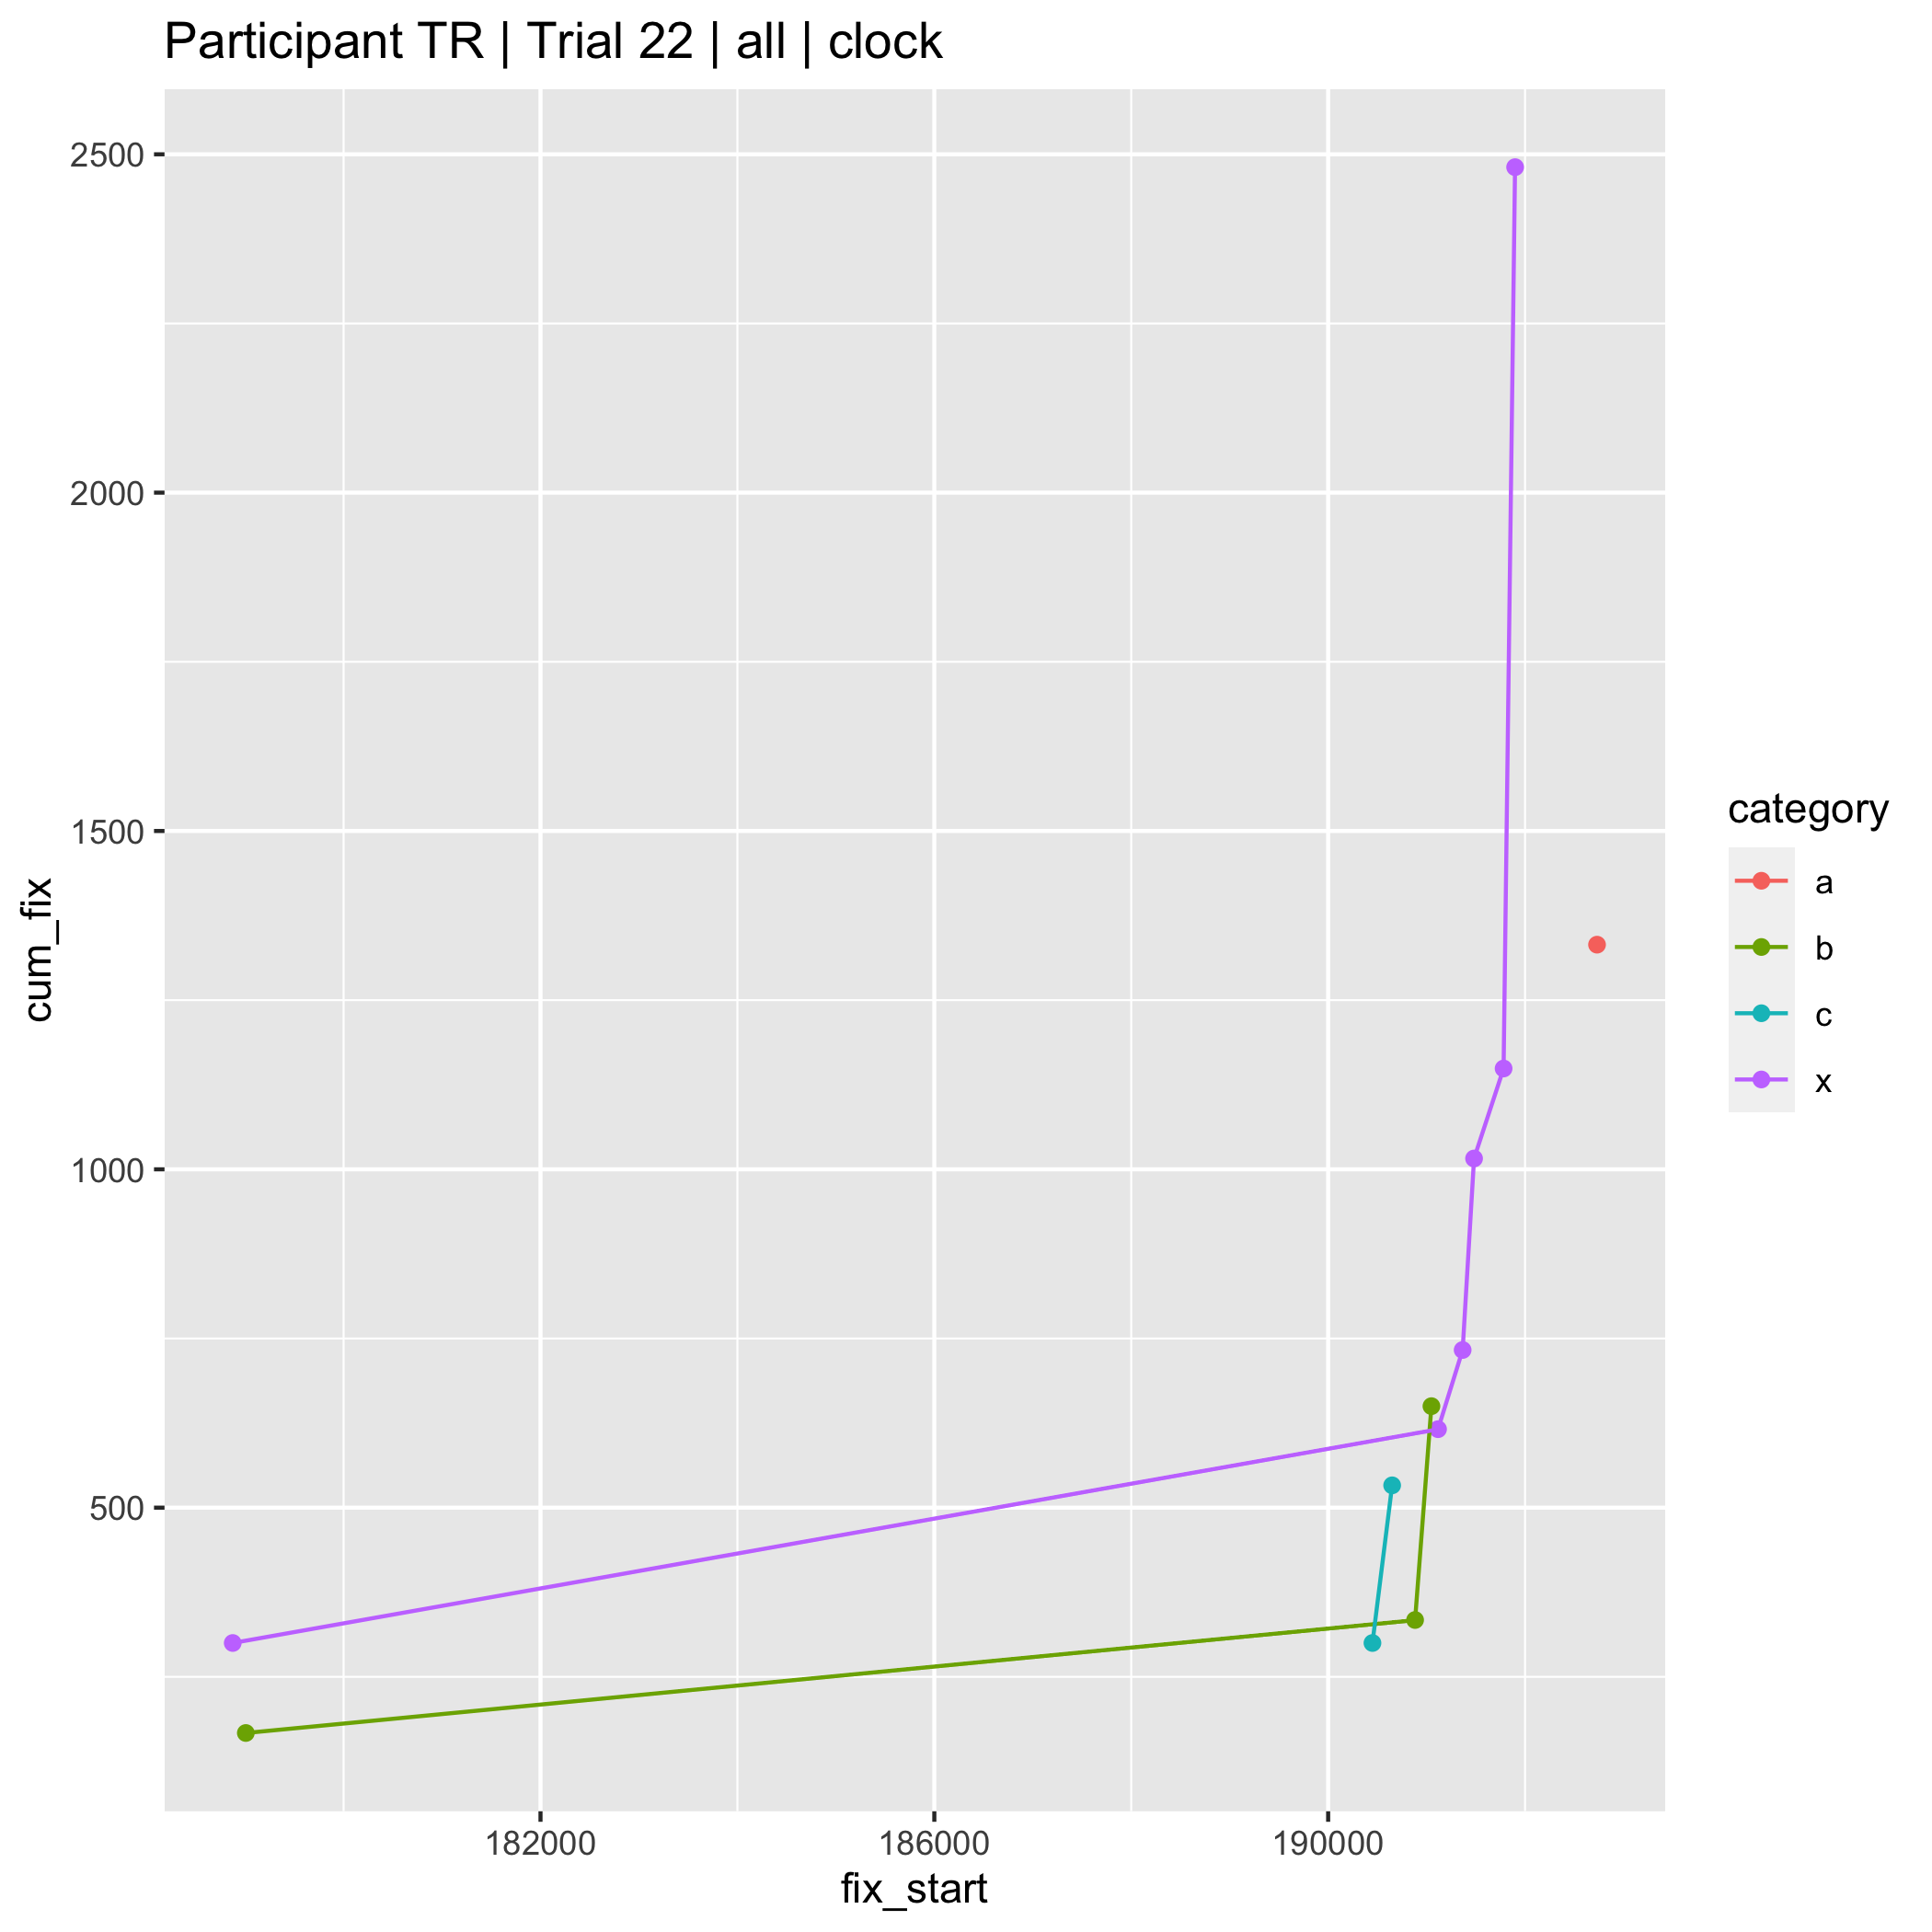 Participant TR | Trial 22 | all | clock
2500
2000
1500
1000
500
cum_fix
182000 186000 190000
fix_start
category
a
b
c
x